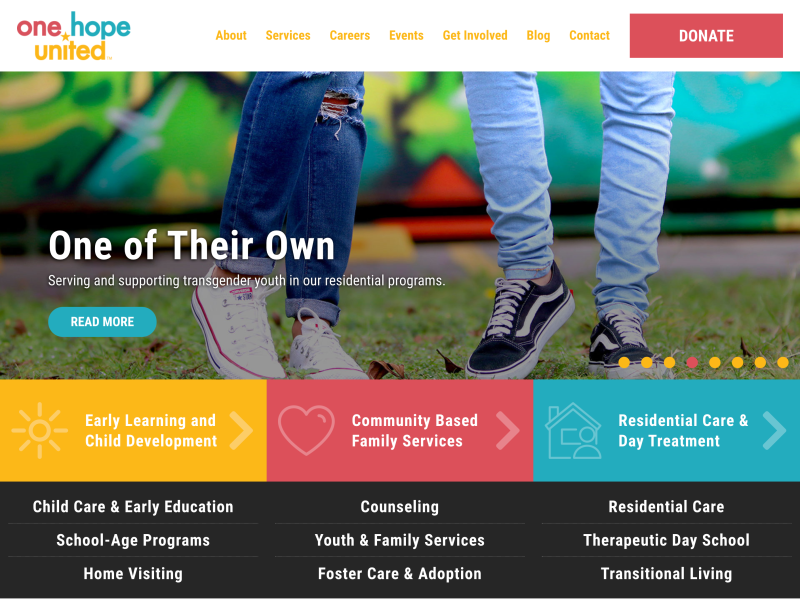 one hope
united
About Services Careers Events Get Involved Blog Contact DONATE
One of Their Own
Serving and supporting transgender youth in our residential programs.
READ MORE
Early Learning and
Child Development
Community Based
Family Services
Residential Care &
Day Treatment
Child Care & Early Education
Counseling
Residential Care
School-Age Programs
Youth & Family Services
Therapeutic Day School
Home Visiting
Foster Care & Adoption
Transitional Living